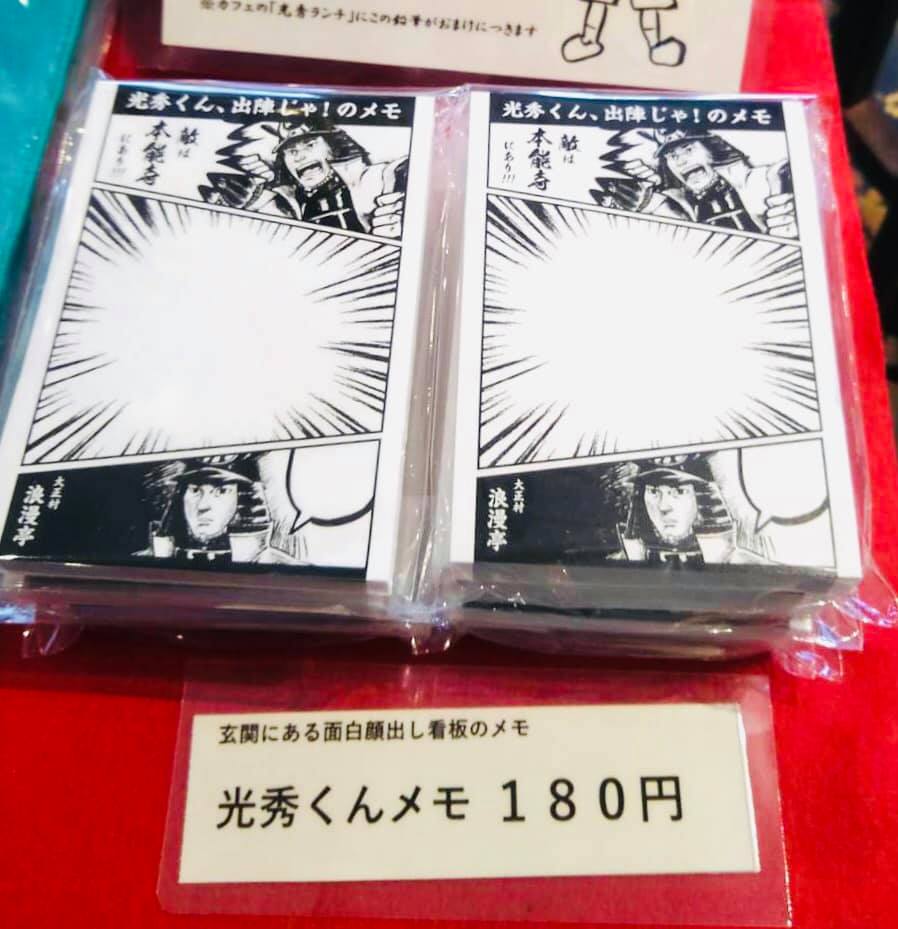 ※カフェの「光秀ランチ」にこの鉛筆がおまけにつきます
光秀くん、出陣じゃ!のメモ
敵は
本能寺
にあり!!!
大正村
浪漫亭
光秀くん、出陣じゃ!のメモ
敵は
本能寺
にあり!!!
大正村
浪漫亭
玄関にある面白顔出し看板のメモ
光秀くんメモ 180円